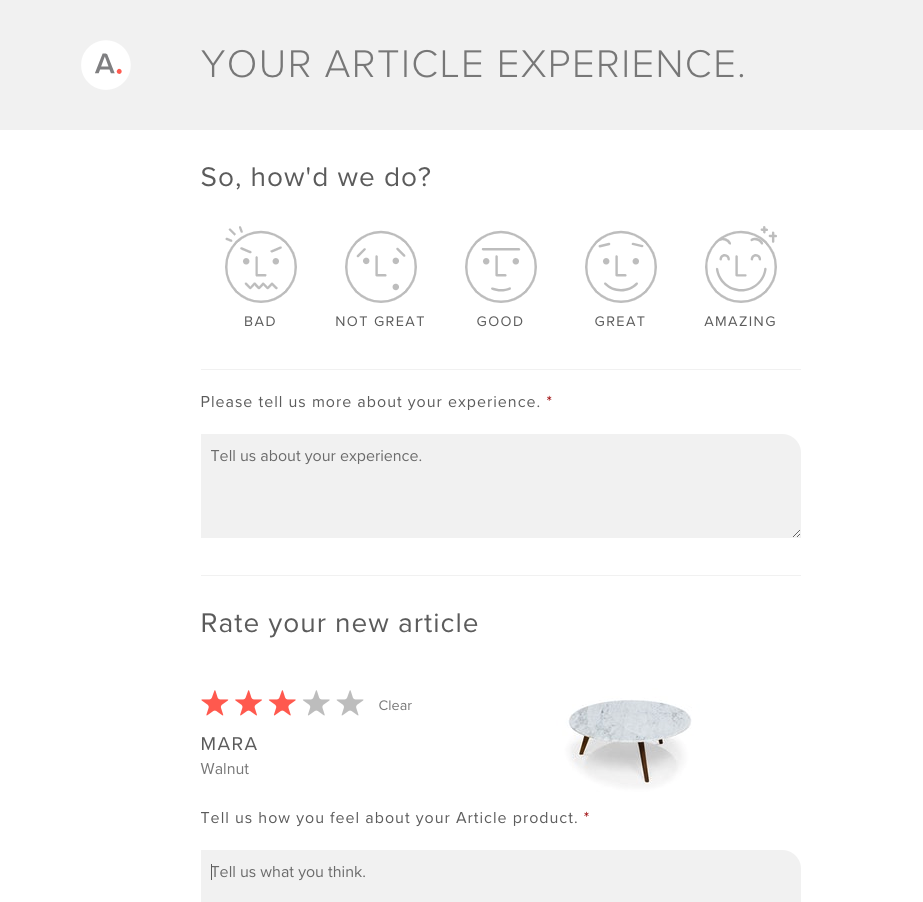 A.
YOUR ARTICLE EXPERIENCE.
So, how'd we do?
BAD NOT GREAT GOOD GREAT AMAZING
Please tell us more about your experience. *
Tell us about your experience.
Rate your new article
Clear
MARA
Walnut
Tell us how you feel about your Article product. *
Tell us what you think.